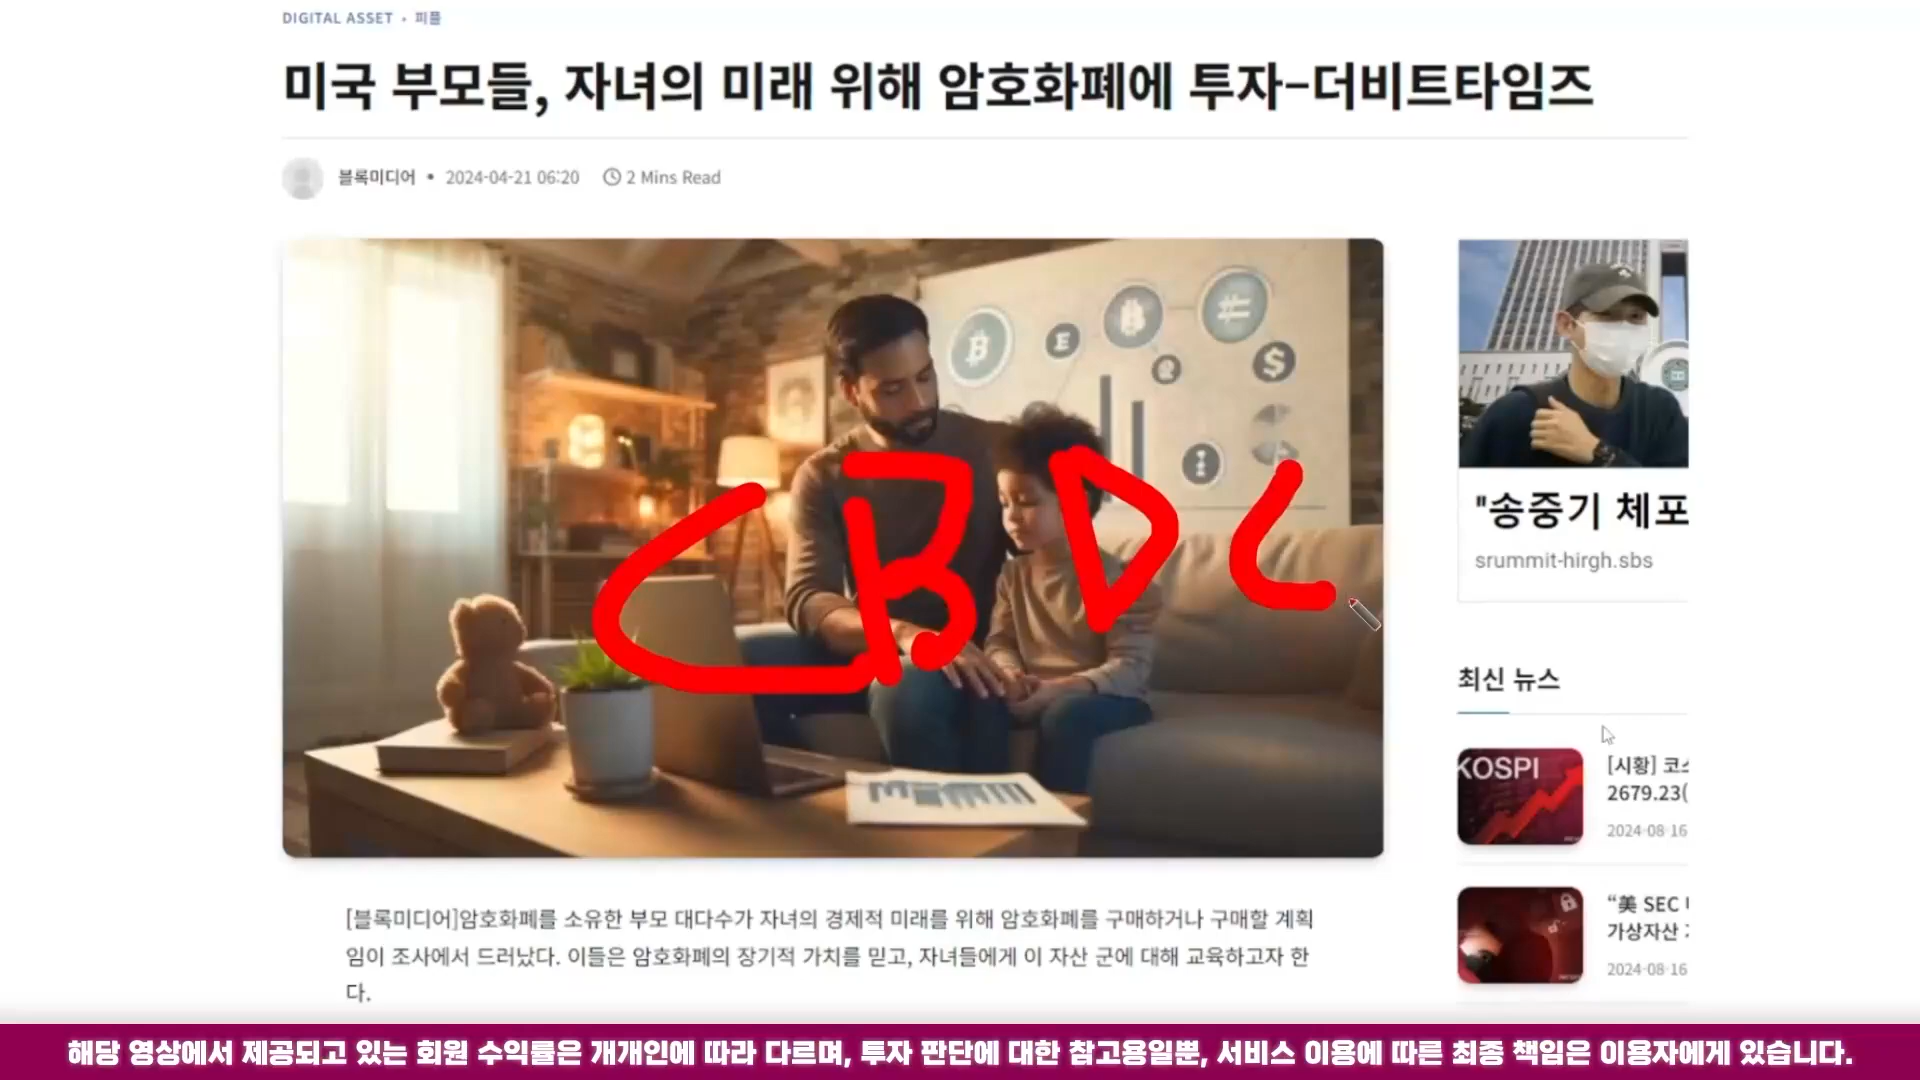 DIGITAL ASSET • 피플
미국 부모들, 자녀의 미래 위해 암호화폐에 투자–더비트타임즈
블록미디어 • 2024-04-21 06:20 2 Mins Read
CBDC
"송중기 체포
srummit-hirgh.sbs
최신 뉴스
KOSPI
[시황] 코스
2679.23(
2024-08-16
“美 SEC
가상자산
2024-08-16
[블록미디어]암호화폐를 소유한 부모 대다수가 자녀의 경제적 미래를 위해 암호화폐를 구매하거나 구매할 계획
임이 조사에서 드러났다. 이들은 암호화폐의 장기적 가치를 믿고, 자녀들에게 이 자산 군에 대해 교육하고자 한
다.
해당 영상에서 제공되고 있는 회원 수익률은 개개인에 따라 다르며, 투자 판단에 대한 참고용일뿐, 서비스 이용에 따른 최종 책임은 이용자에게 있습니다.